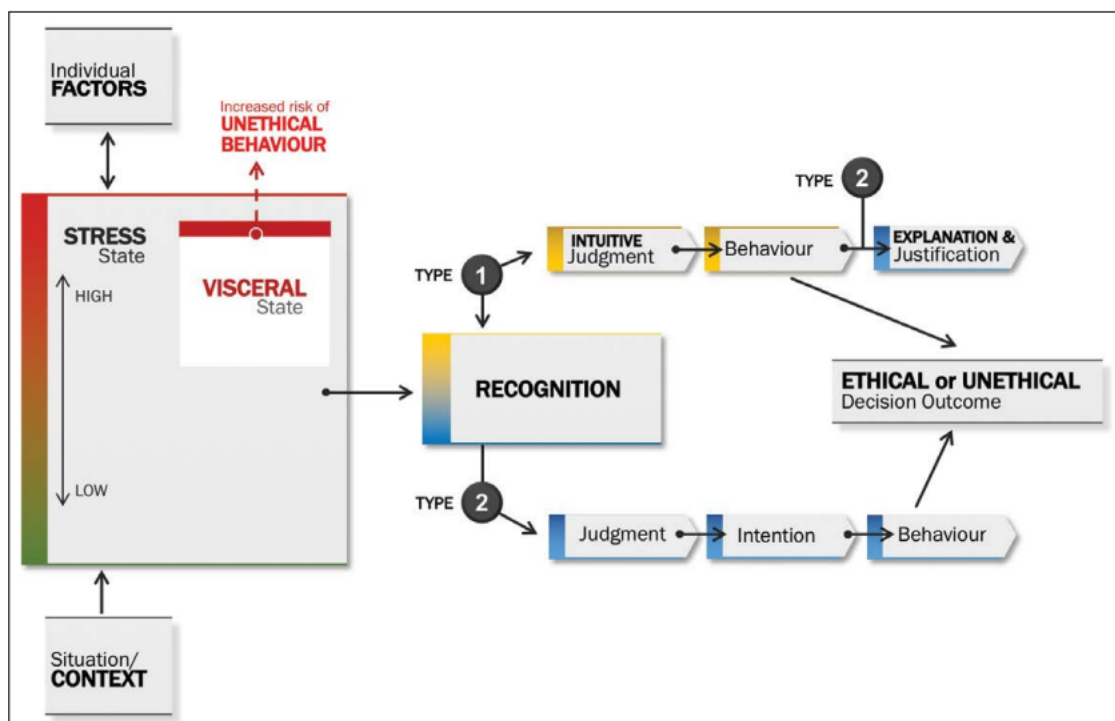 Individual
FACTORS
Increased risk of
UNETHICAL
BEHAVIOUR
STRESS
State
HIGH
LOW
VISCERAL
State
Situation/
CONTEXT
TYPE 1
RECOGNITION
TYPE 2
INTUITIVE
Judgment
Behaviour
TYPE 2
EXPLANATION &
Justification
ETHICAL or UNETHICAL
Decision Outcome
Judgment
Intention
Behaviour